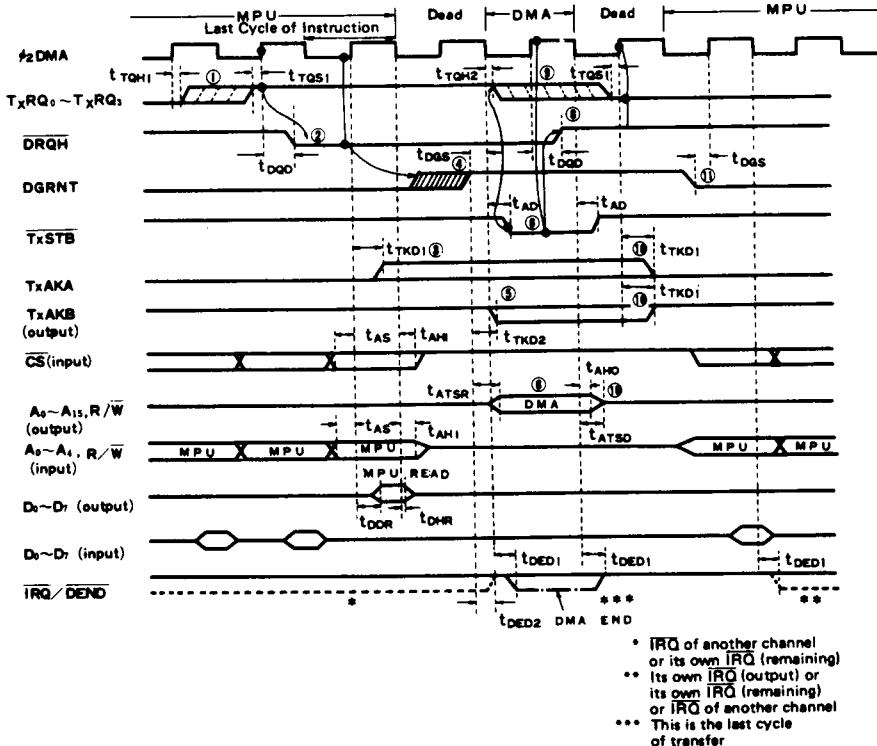 MPU Dead DMA Dead MPU
Last Cycle of Instruction
φ₂DMA
tTQH1 ① tTQS1 tTQH2 ⑨ tTQS1
TxRQ₀~TxRQ₃
DRQH ② ⑧
tDQD tDGS tDQD tDGS
DGRNT ④ ⑪
tAD tAD
TxSTB ⑥
tTKD1 ③ ⑩ tTKD1
TxAKA
⑤ ⑩ tTKD1
TxAKB
(output)
tAS tAH1 tTKD2
CS(input)
tAHO
tATSR ⑥ ⑩
DMA
A₀~A₁₅, R/W
(output)
tAS tAH1 tATSD
A₀~A₄, R/W
(input)
MPU MPU MPU MPU MPU
MPU READ
D₀~D₇ (output)
tDDR tDHR
D₀~D₇ (input)
tDED1 tDED1 tDED1
IRQ/DEND
* *** **
tDED2 DMA END
* IRQ of another channel
or its own IRQ (remaining)
** Its own IRQ (output) or
its own IRQ (remaining)
or IRQ of another channel
*** This is the last cycle
of transfer